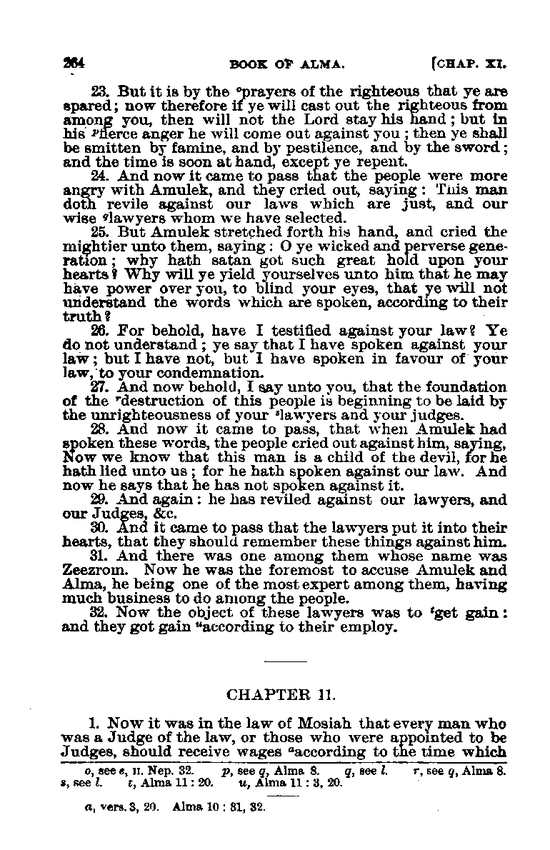 264 BOOK OF ALMA. [CHAP. XI.
23. But it is by the ᵒprayers of the righteous that ye are
spared; now therefore if ye will cast out the righteous from
among you, then will not the Lord stay his hand; but in
his ᵖfierce anger he will come out against you; then ye shall
be smitten by famine, and by pestilence, and by the sword;
and the time is soon at hand, except ye repent.
24. And now it came to pass that the people were more
angry with Amulek, and they cried out, saying: This man
doth revile against our laws which are just, and our
wise qlawyers whom we have selected.
25. But Amulek stretched forth his hand, and cried the
mightier unto them, saying: O ye wicked and perverse gene-
ration; why hath satan got such great hold upon your
hearts? Why will ye yield yourselves unto him that he may
have power over you, to blind your eyes, that ye will not
understand the words which are spoken, according to their
truth?
26. For behold, have I testified against your law? Ye
do not understand; ye say that I have spoken against your
law; but I have not, but I have spoken in favour of your
law, to your condemnation.
27. And now behold, I say unto you, that the foundation
of the ʳdestruction of this people is beginning to be laid by
the unrighteousness of your ˢlawyers and your judges.
28. And now it came to pass, that when Amulek had
spoken these words, the people cried out against him, saying,
Now we know that this man is a child of the devil, for he
hath lied unto us; for he hath spoken against our law. And
now he says that he has not spoken against it.
29. And again: he has reviled against our lawyers, and
our Judges, &c.
30. And it came to pass that the lawyers put it into their
hearts, that they should remember these things against him.
31. And there was one among them whose name was
Zeezrom. Now he was the foremost to accuse Amulek and
Alma, he being one of the most expert among them, having
much business to do among the people.
32. Now the object of these lawyers was to ᵗget gain:
and they got gain ᵘaccording to their employ.
CHAPTER 11.
1. Now it was in the law of Mosiah that every man who
was a Judge of the law, or those who were appointed to be
Judges, should receive wages ᵃaccording to the time which
o, see e, II. Nep. 32. p, see q, Alma 8. q, see l. r, see q, Alma 8.
s, see l. t, Alma 11 : 20. u, Alma 11 : 3, 20.
a, vers. 3, 20. Alma 10 : 31, 32.